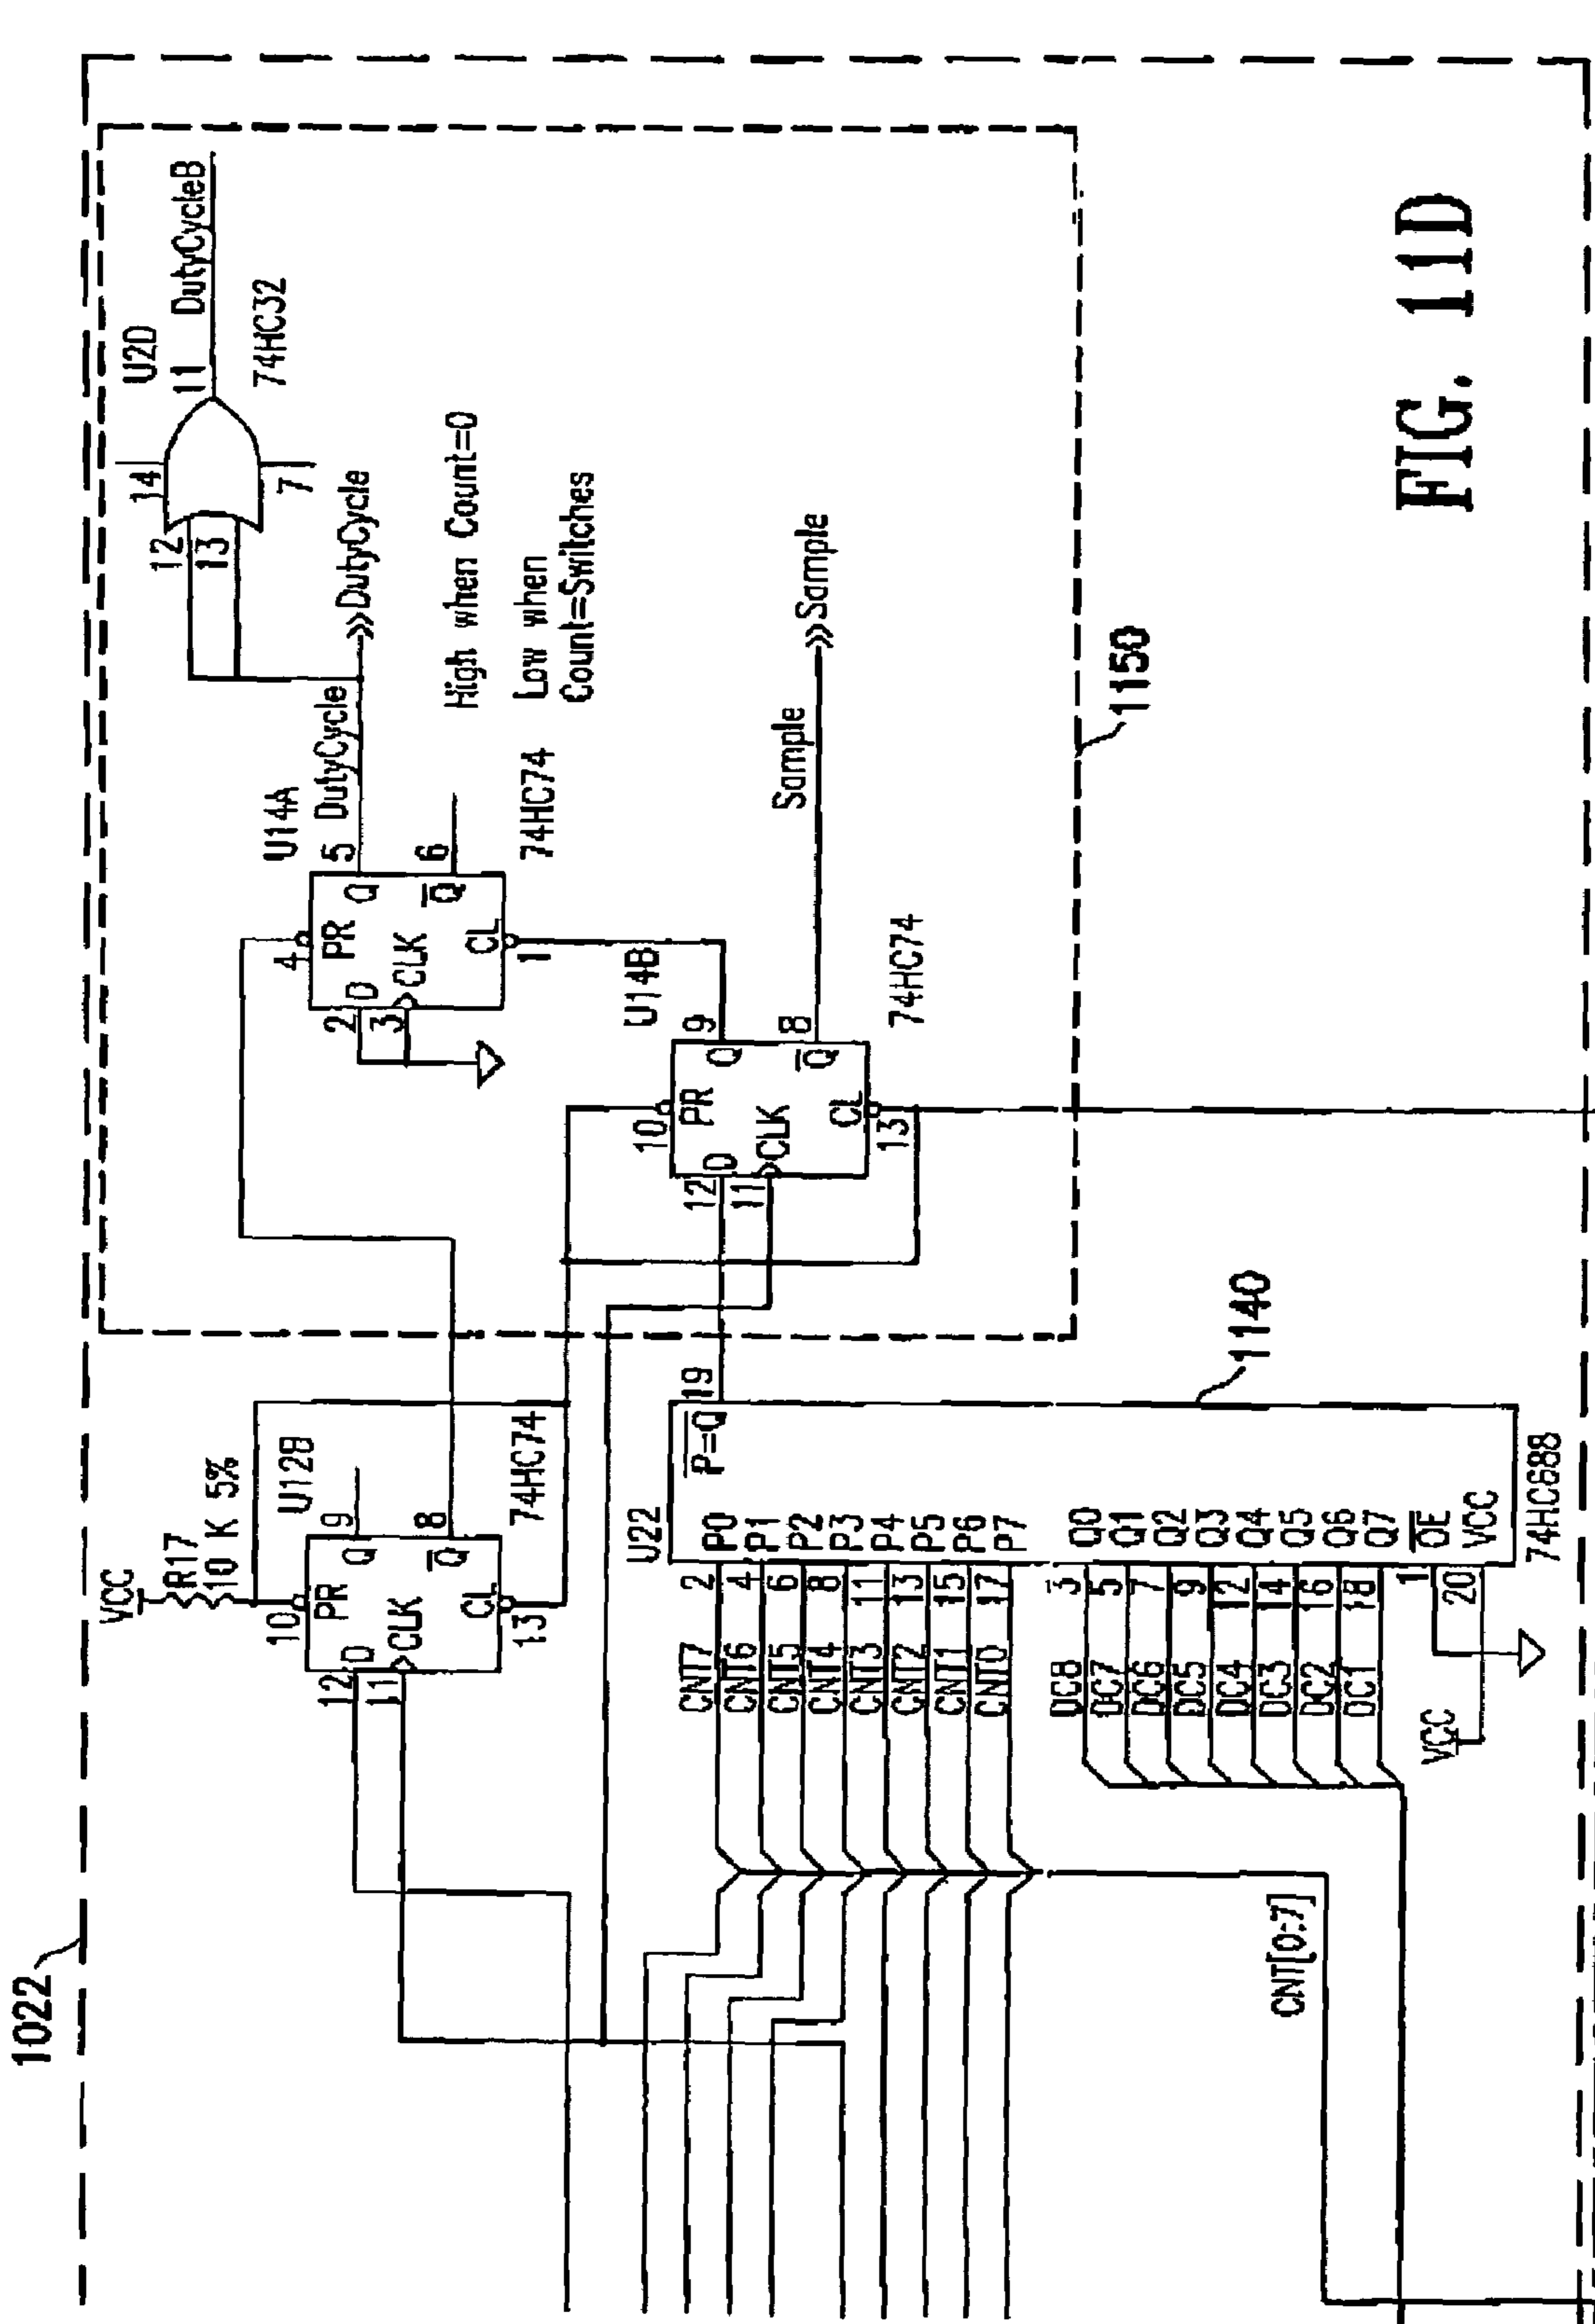 1022
VCC
R17
10 K 5%
10
U12B
12
D
PR
Q
9
11
CLK
Q
8
CL
13
74HC74
U14A
4
2
D
PR
Q
5
DutyCycle
3
CLK
Q
6
CL
1
74HC74
12
13
14
7
U2D
11
DutyCycleB
74HC32
DutyCycle
High when Count=0
Low when
Count=Switches
U14B
10
12
D
PR
Q
9
11
CLK
Q
8
CL
13
74HC74
Sample
Sample
1150
U22
CNT7 2 P0 P=Q 19
CNT6 4 P1
CNT5 6 P2
CNT4 8 P3
CNT3 11 P4
CNT2 13 P5
CNT1 15 P6
CNT0 17 P7
DC8 3 Q0
DC7 5 Q1
DC6 7 Q2
DC5 9 Q3
DC4 12 Q4
DC3 14 Q5
DC2 16 Q6
DC1 18 Q7
1 OE
VCC 20 VCC
74HC688
1140
CNT[0:7]
FIG. 11D